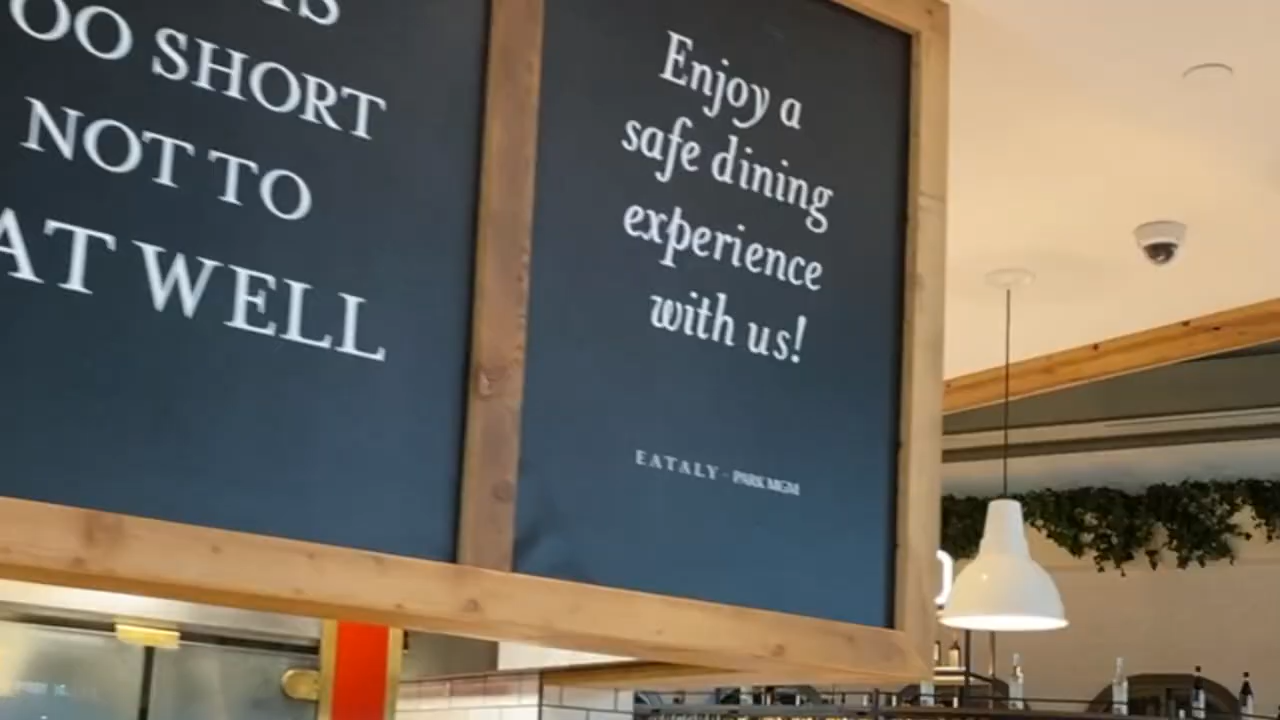 OO SHORT
NOT TO
AT WELL
Enjoy a
safe dining
experience
with us!
EATALY · PARK MGM